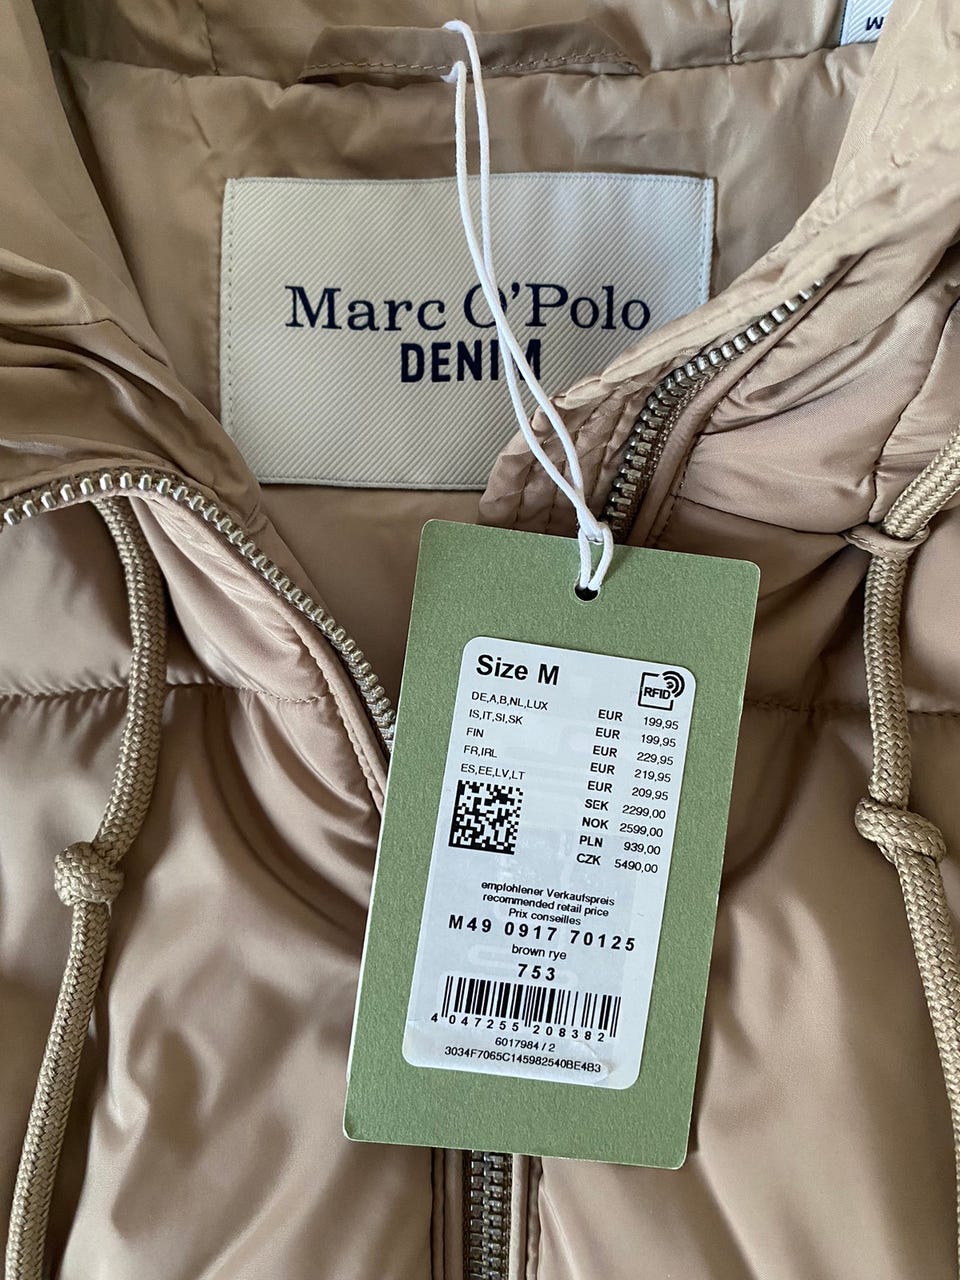 M
Marc O'Polo
DENIM
Size M
RFID
DE,A,B,NL,LUX EUR 199,95
IS,IT,SI,SK EUR 199,95
FIN EUR 229,95
FR,IRL EUR 219,95
ES,EE,LV,LT EUR 209,95
SEK 2299,00
NOK 2599,00
PLN 939,00
CZK 5490,00
empfohlener Verkaufspreis
recommended retail price
Prix conseilles
M49 0917 70125
brown rye
753
4 047255 208382
6017984 / 2
3034F7065C145982540BE4B3